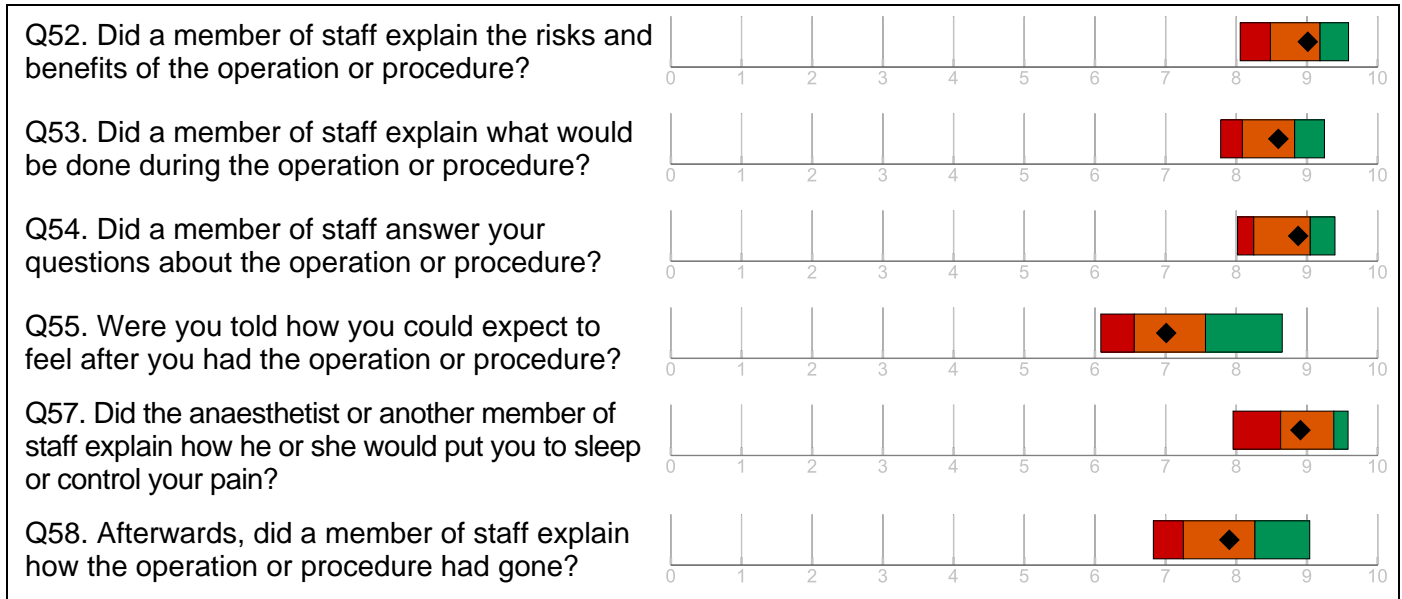 Q52. Did a member of staff explain the risks and
benefits of the operation or procedure?
0 1 2 3 4 5 6 7 8 9 10
Q53. Did a member of staff explain what would
be done during the operation or procedure?
0 1 2 3 4 5 6 7 8 9 10
Q54. Did a member of staff answer your
questions about the operation or procedure?
0 1 2 3 4 5 6 7 8 9 10
Q55. Were you told how you could expect to
feel after you had the operation or procedure?
0 1 2 3 4 5 6 7 8 9 10
Q57. Did the anaesthetist or another member of
staff explain how he or she would put you to sleep
or control your pain?
0 1 2 3 4 5 6 7 8 9 10
Q58. Afterwards, did a member of staff explain
how the operation or procedure had gone?
0 1 2 3 4 5 6 7 8 9 10